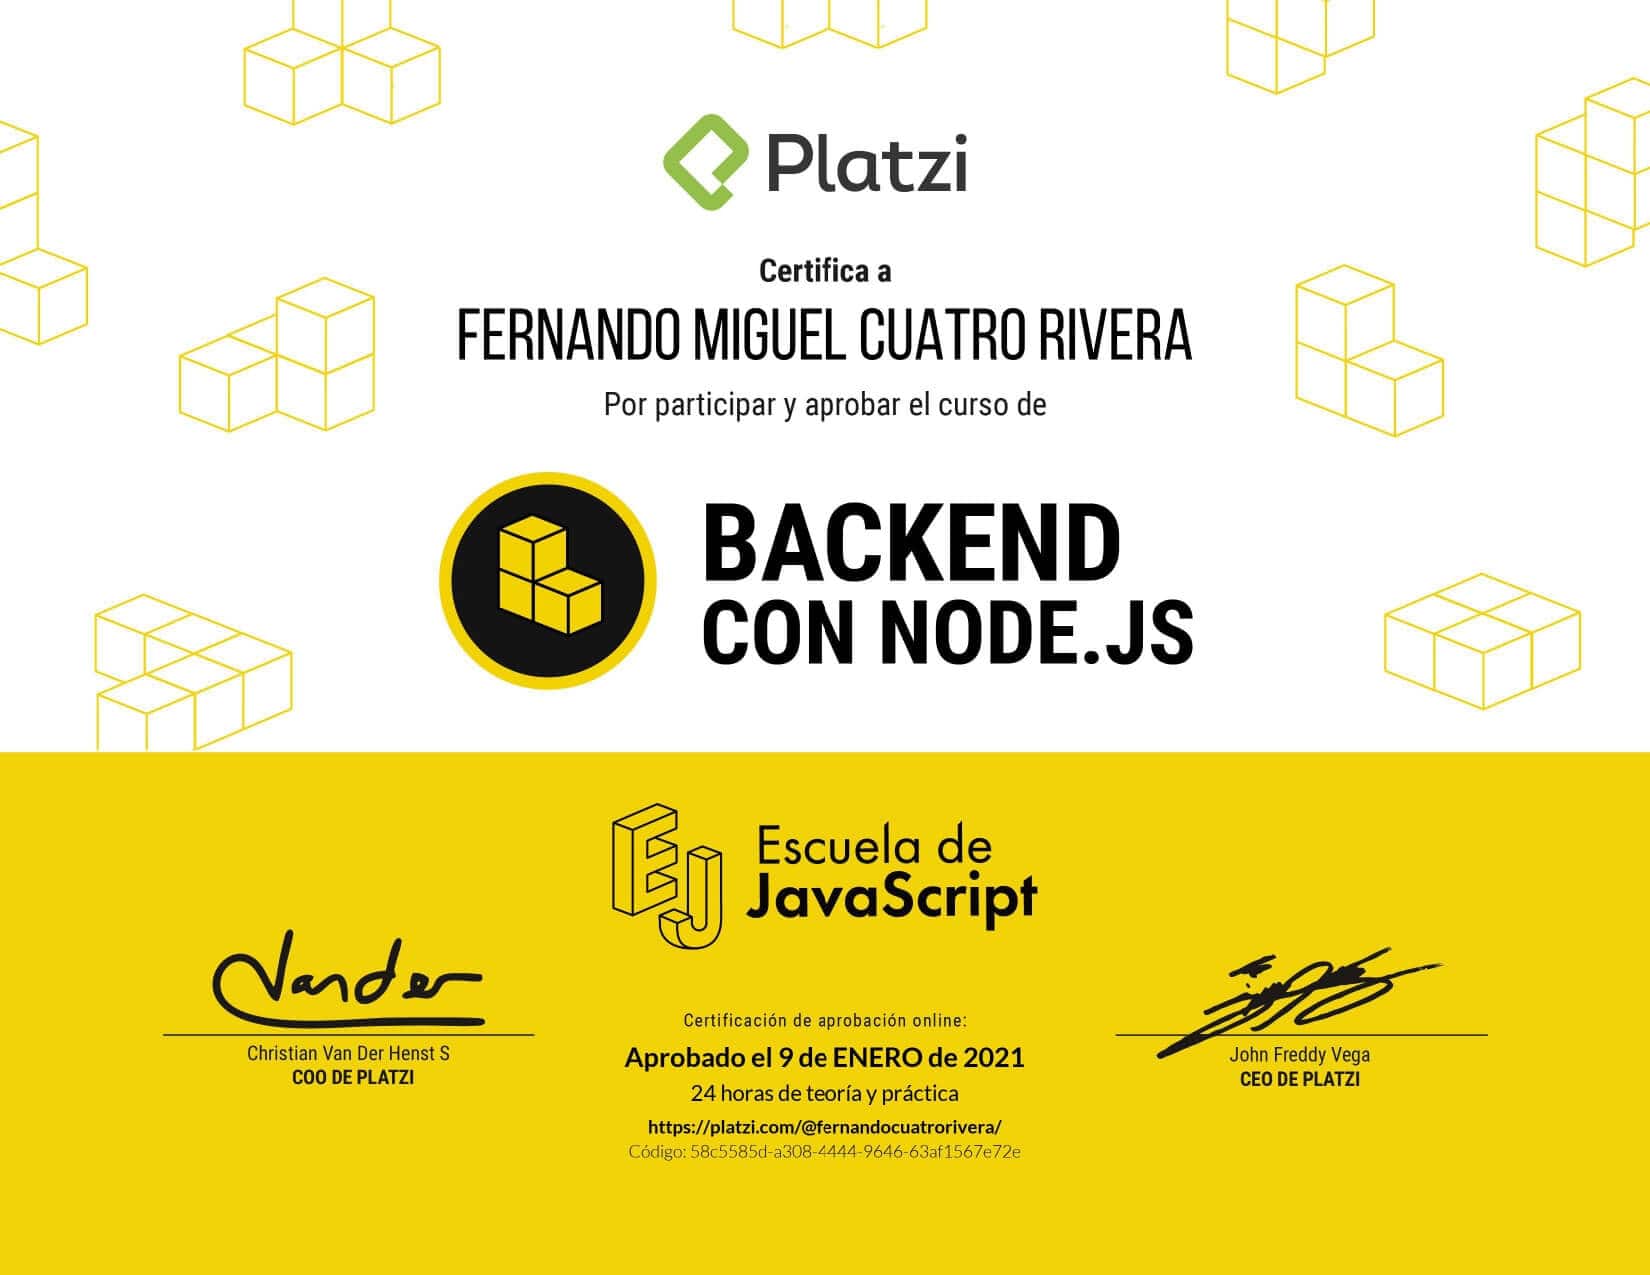 Platzi
Certifica a
FERNANDO MIGUEL CUATRO RIVERA
Por participar y aprobar el curso de
BACKEND
CON NODE.JS
EJ
Escuela de
JavaScript
Vander
Christian Van Der Henst S
COO DE PLATZI
Certificación de aprobación online:
Aprobado el 9 de ENERO de 2021
24 horas de teoría y práctica
https://platzi.com/@fernandocuatrorivera/
Código: 58c5585d-a308-4444-9646-63af1567e72e
John Freddy Vega
CEO DE PLATZI